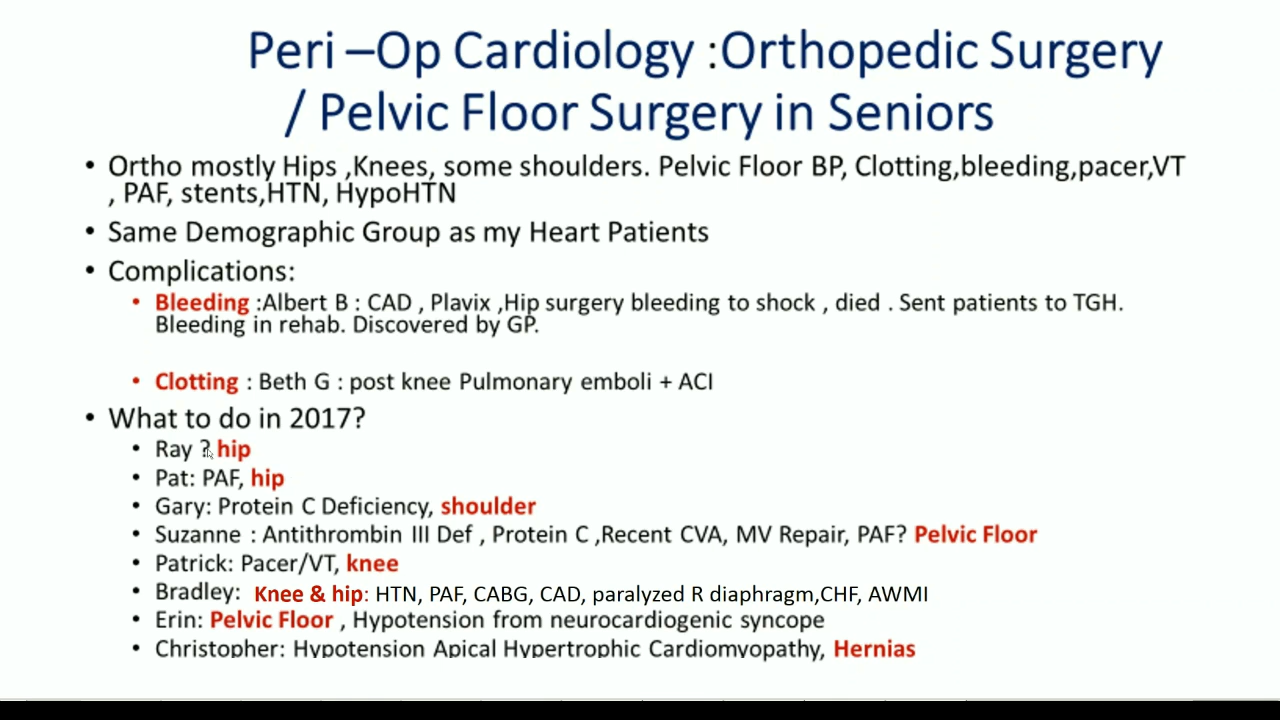 Peri –Op Cardiology :Orthopedic Surgery
/ Pelvic Floor Surgery in Seniors
• Ortho mostly Hips ,Knees, some shoulders. Pelvic Floor BP, Clotting,bleeding,pacer,VT
, PAF, stents,HTN, HypoHTN
• Same Demographic Group as my Heart Patients
• Complications:
• Bleeding :Albert B : CAD , Plavix ,Hip surgery bleeding to shock , died . Sent patients to TGH.
Bleeding in rehab. Discovered by GP.
• Clotting : Beth G : post knee Pulmonary emboli + ACI
• What to do in 2017?
• Ray ? hip
• Pat: PAF, hip
• Gary: Protein C Deficiency, shoulder
• Suzanne : Antithrombin III Def , Protein C ,Recent CVA, MV Repair, PAF? Pelvic Floor
• Patrick: Pacer/VT, knee
• Bradley: Knee & hip: HTN, PAF, CABG, CAD, paralyzed R diaphragm,CHF, AWMI
• Erin: Pelvic Floor , Hypotension from neurocardiogenic syncope
• Christopher: Hypotension Apical Hypertrophic Cardiomyopathy, Hernias